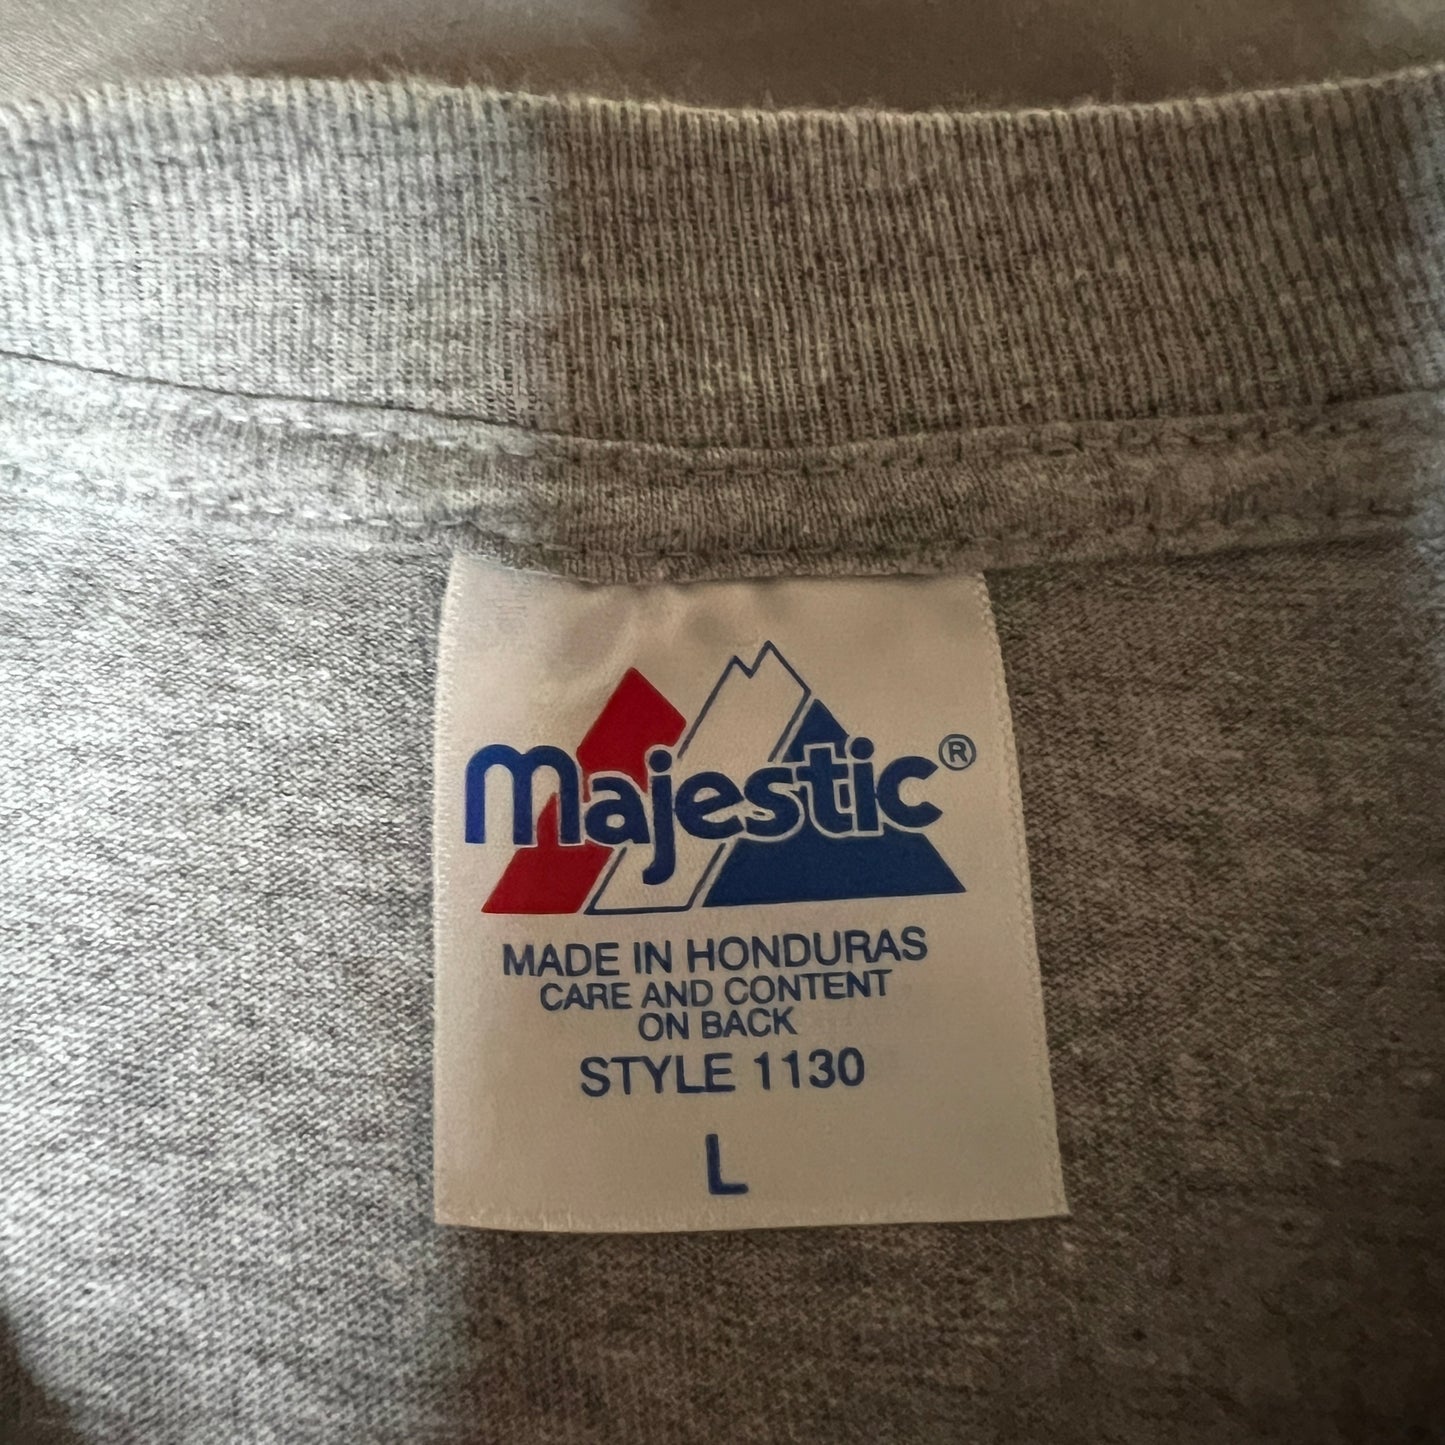 Majestic®
MADE IN HONDURAS
CARE AND CONTENT
ON BACK
STYLE 1130
L